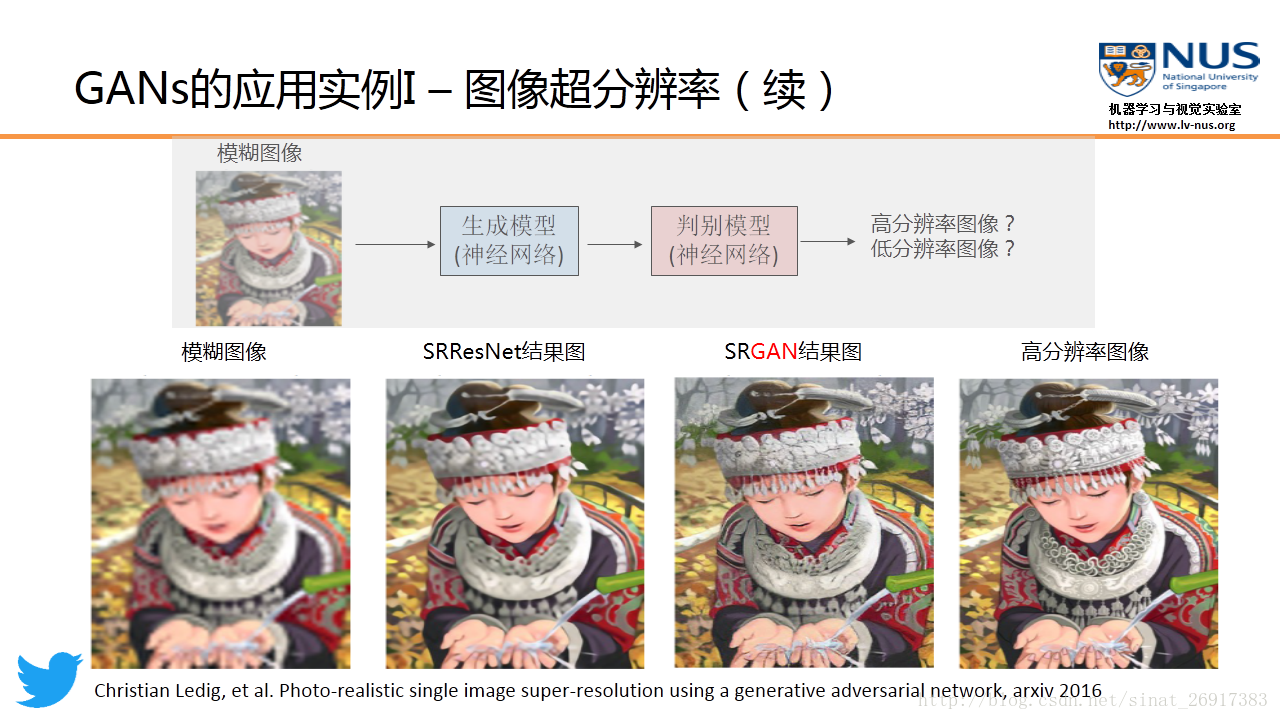 GANs的应用实例I – 图像超分辨率（续）
NUS
National University
of Singapore
机器学习与视觉实验室
http://www.lv-nus.org
模糊图像
生成模型
(神经网络)
判别模型
(神经网络)
高分辨率图像？
低分辨率图像？
模糊图像
SRResNet结果图
SRGAN结果图
高分辨率图像
Christian Ledig, et al. Photo-realistic single image super-resolution using a generative adversarial network, arxiv 2016
http://blog.csdn.net/sinat_26917383